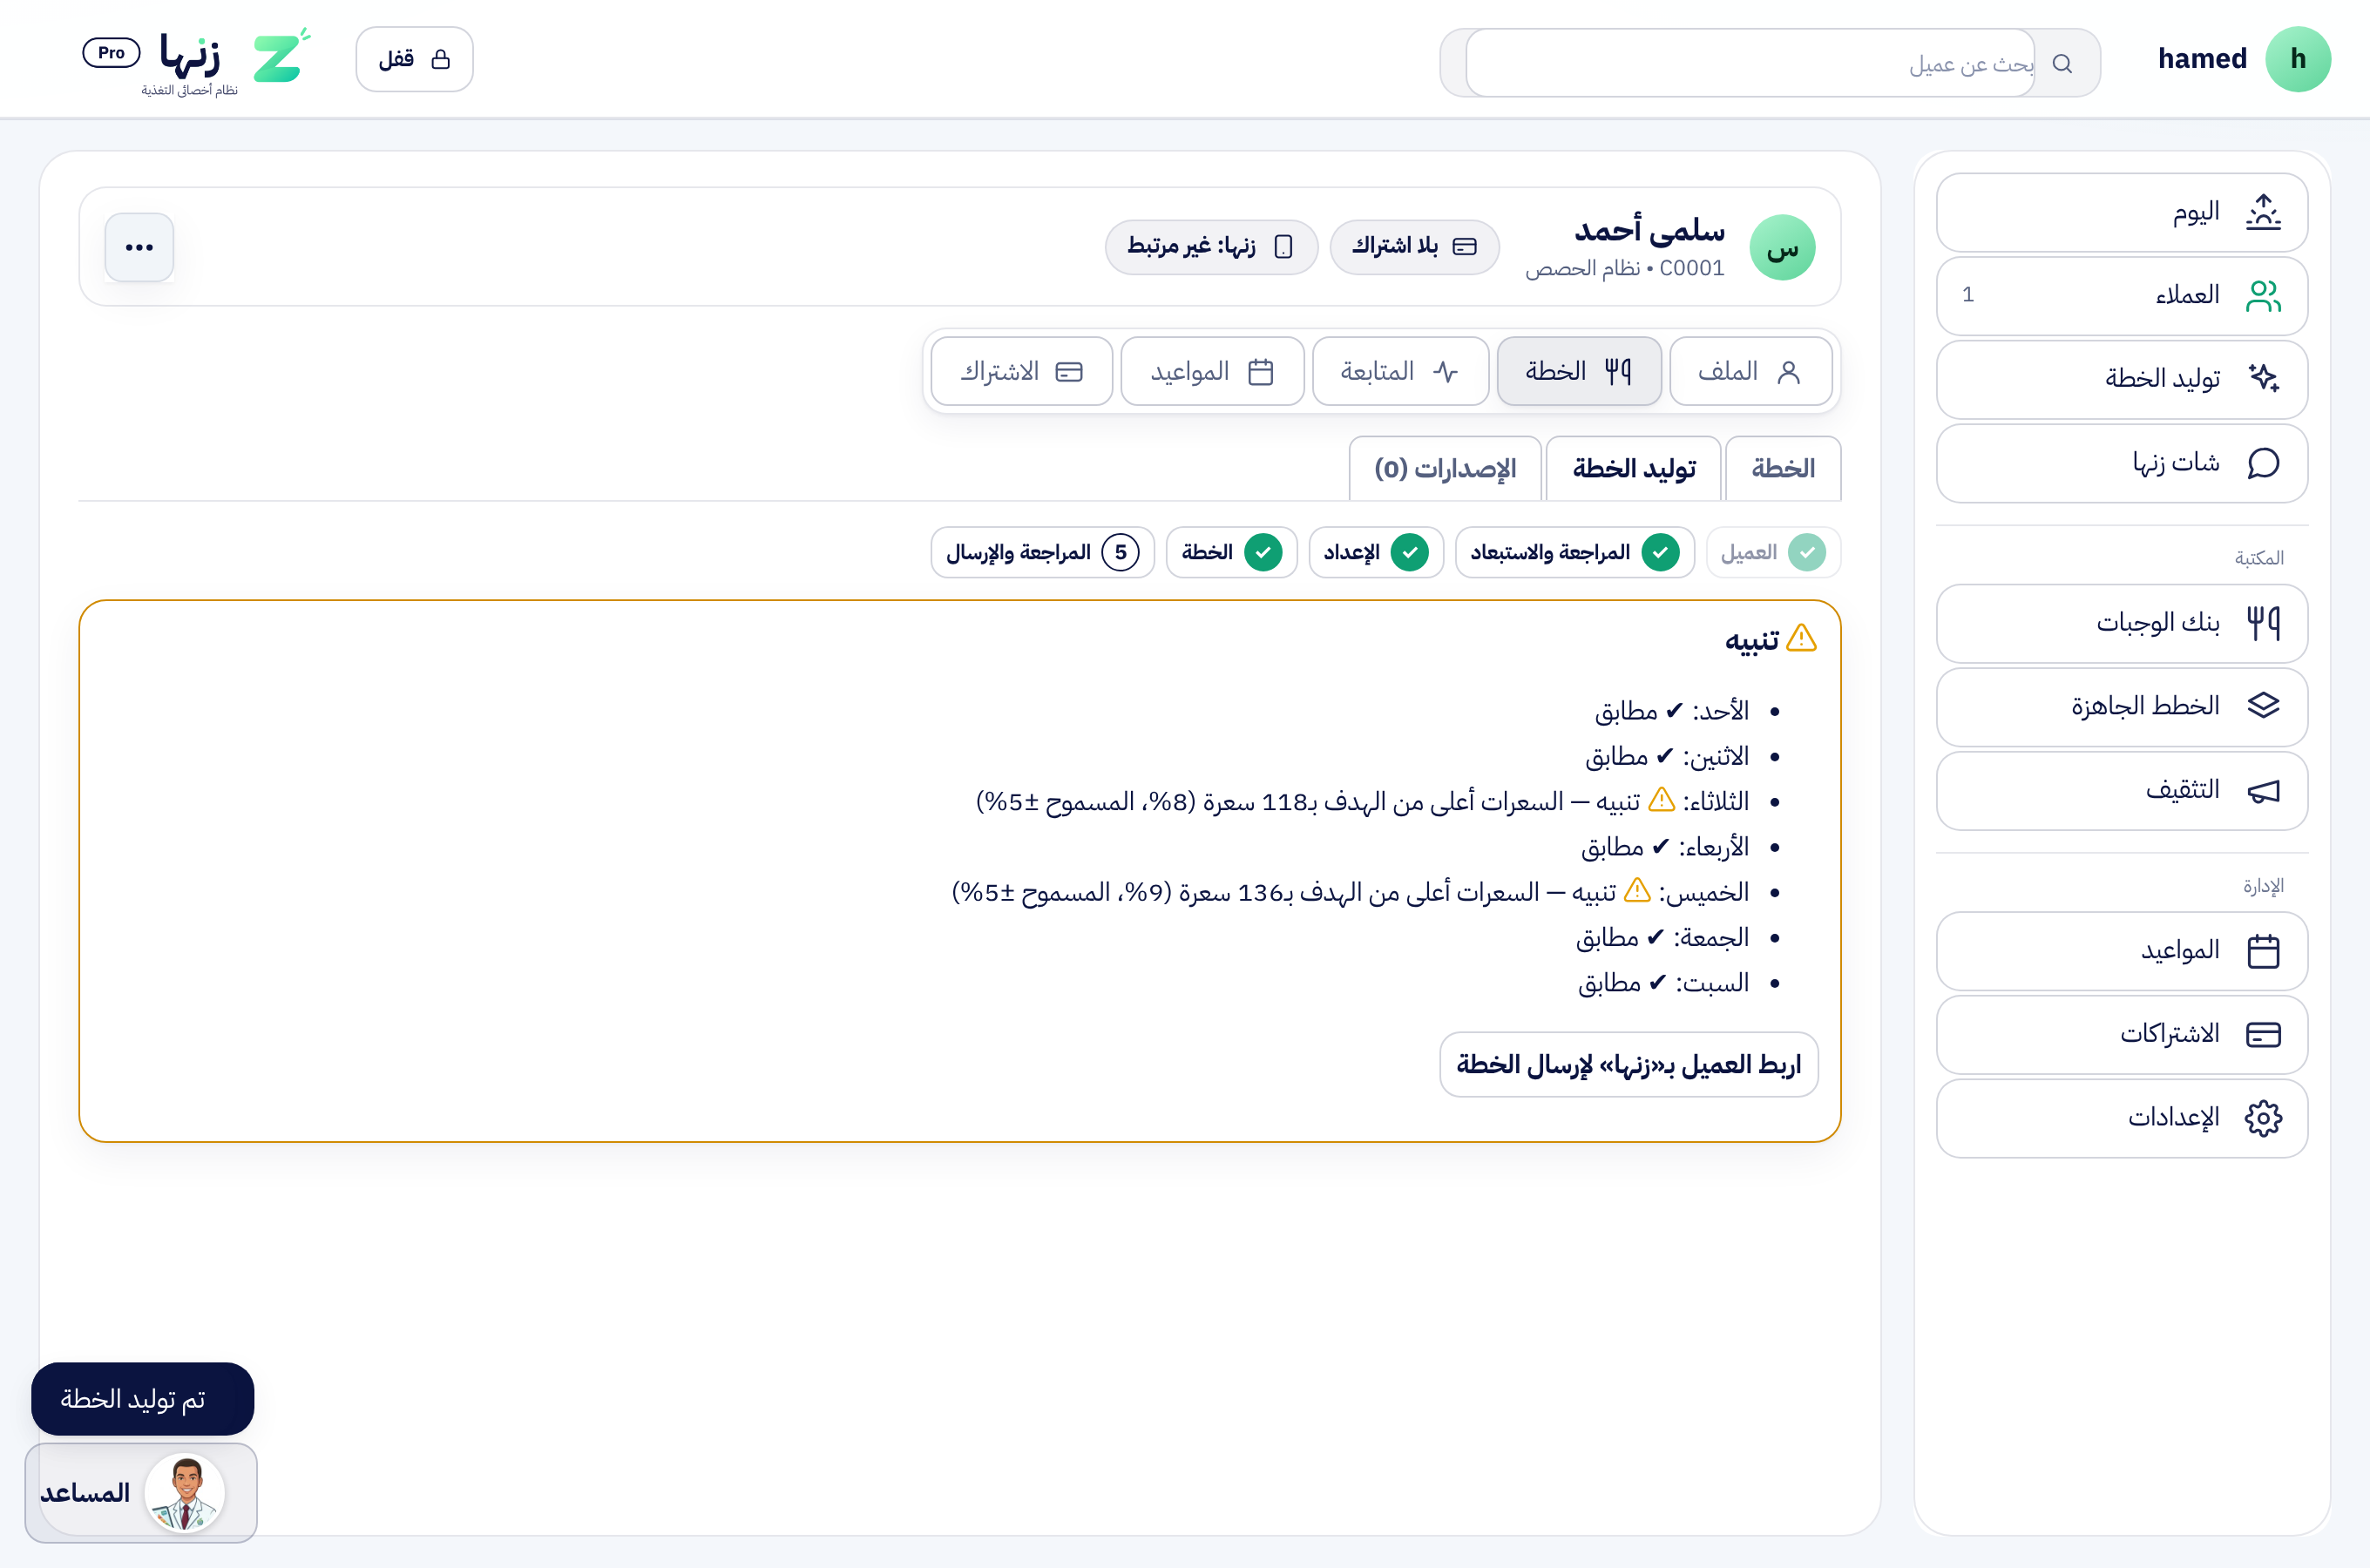 h
hamed
بحث عن عميل
قفل
زنها
Pro
نظام أخصائي التغذية
اليوم
العملاء
1
توليد الخطة
شات زنها
المكتبة
بنك الوجبات
الخطط الجاهزة
التثقيف
الإدارة
المواعيد
الاشتراكات
الإعدادات
س
سلمى أحمد
C0001 • نظام الحصص
بلا اشتراك
زنها: غير مرتبط
الملف
الخطة
المتابعة
المواعيد
الاشتراك
الخطة
توليد الخطة
الإصدارات (0)
العميل
المراجعة والاستبعاد
الإعداد
الخطة
5 المراجعة والإرسال
⚠ تنبيه
• الأحد: ✔ مطابق
• الاثنين: ✔ مطابق
• الثلاثاء: ⚠ تنبيه — السعرات أعلى من الهدف بـ118 سعرة (8%، المسموح ±5%)
• الأربعاء: ✔ مطابق
• الخميس: ⚠ تنبيه — السعرات أعلى من الهدف بـ136 سعرة (9%، المسموح ±5%)
• الجمعة: ✔ مطابق
• السبت: ✔ مطابق
اربط العميل بـ«زنها» لإرسال الخطة
تم توليد الخطة
المساعد